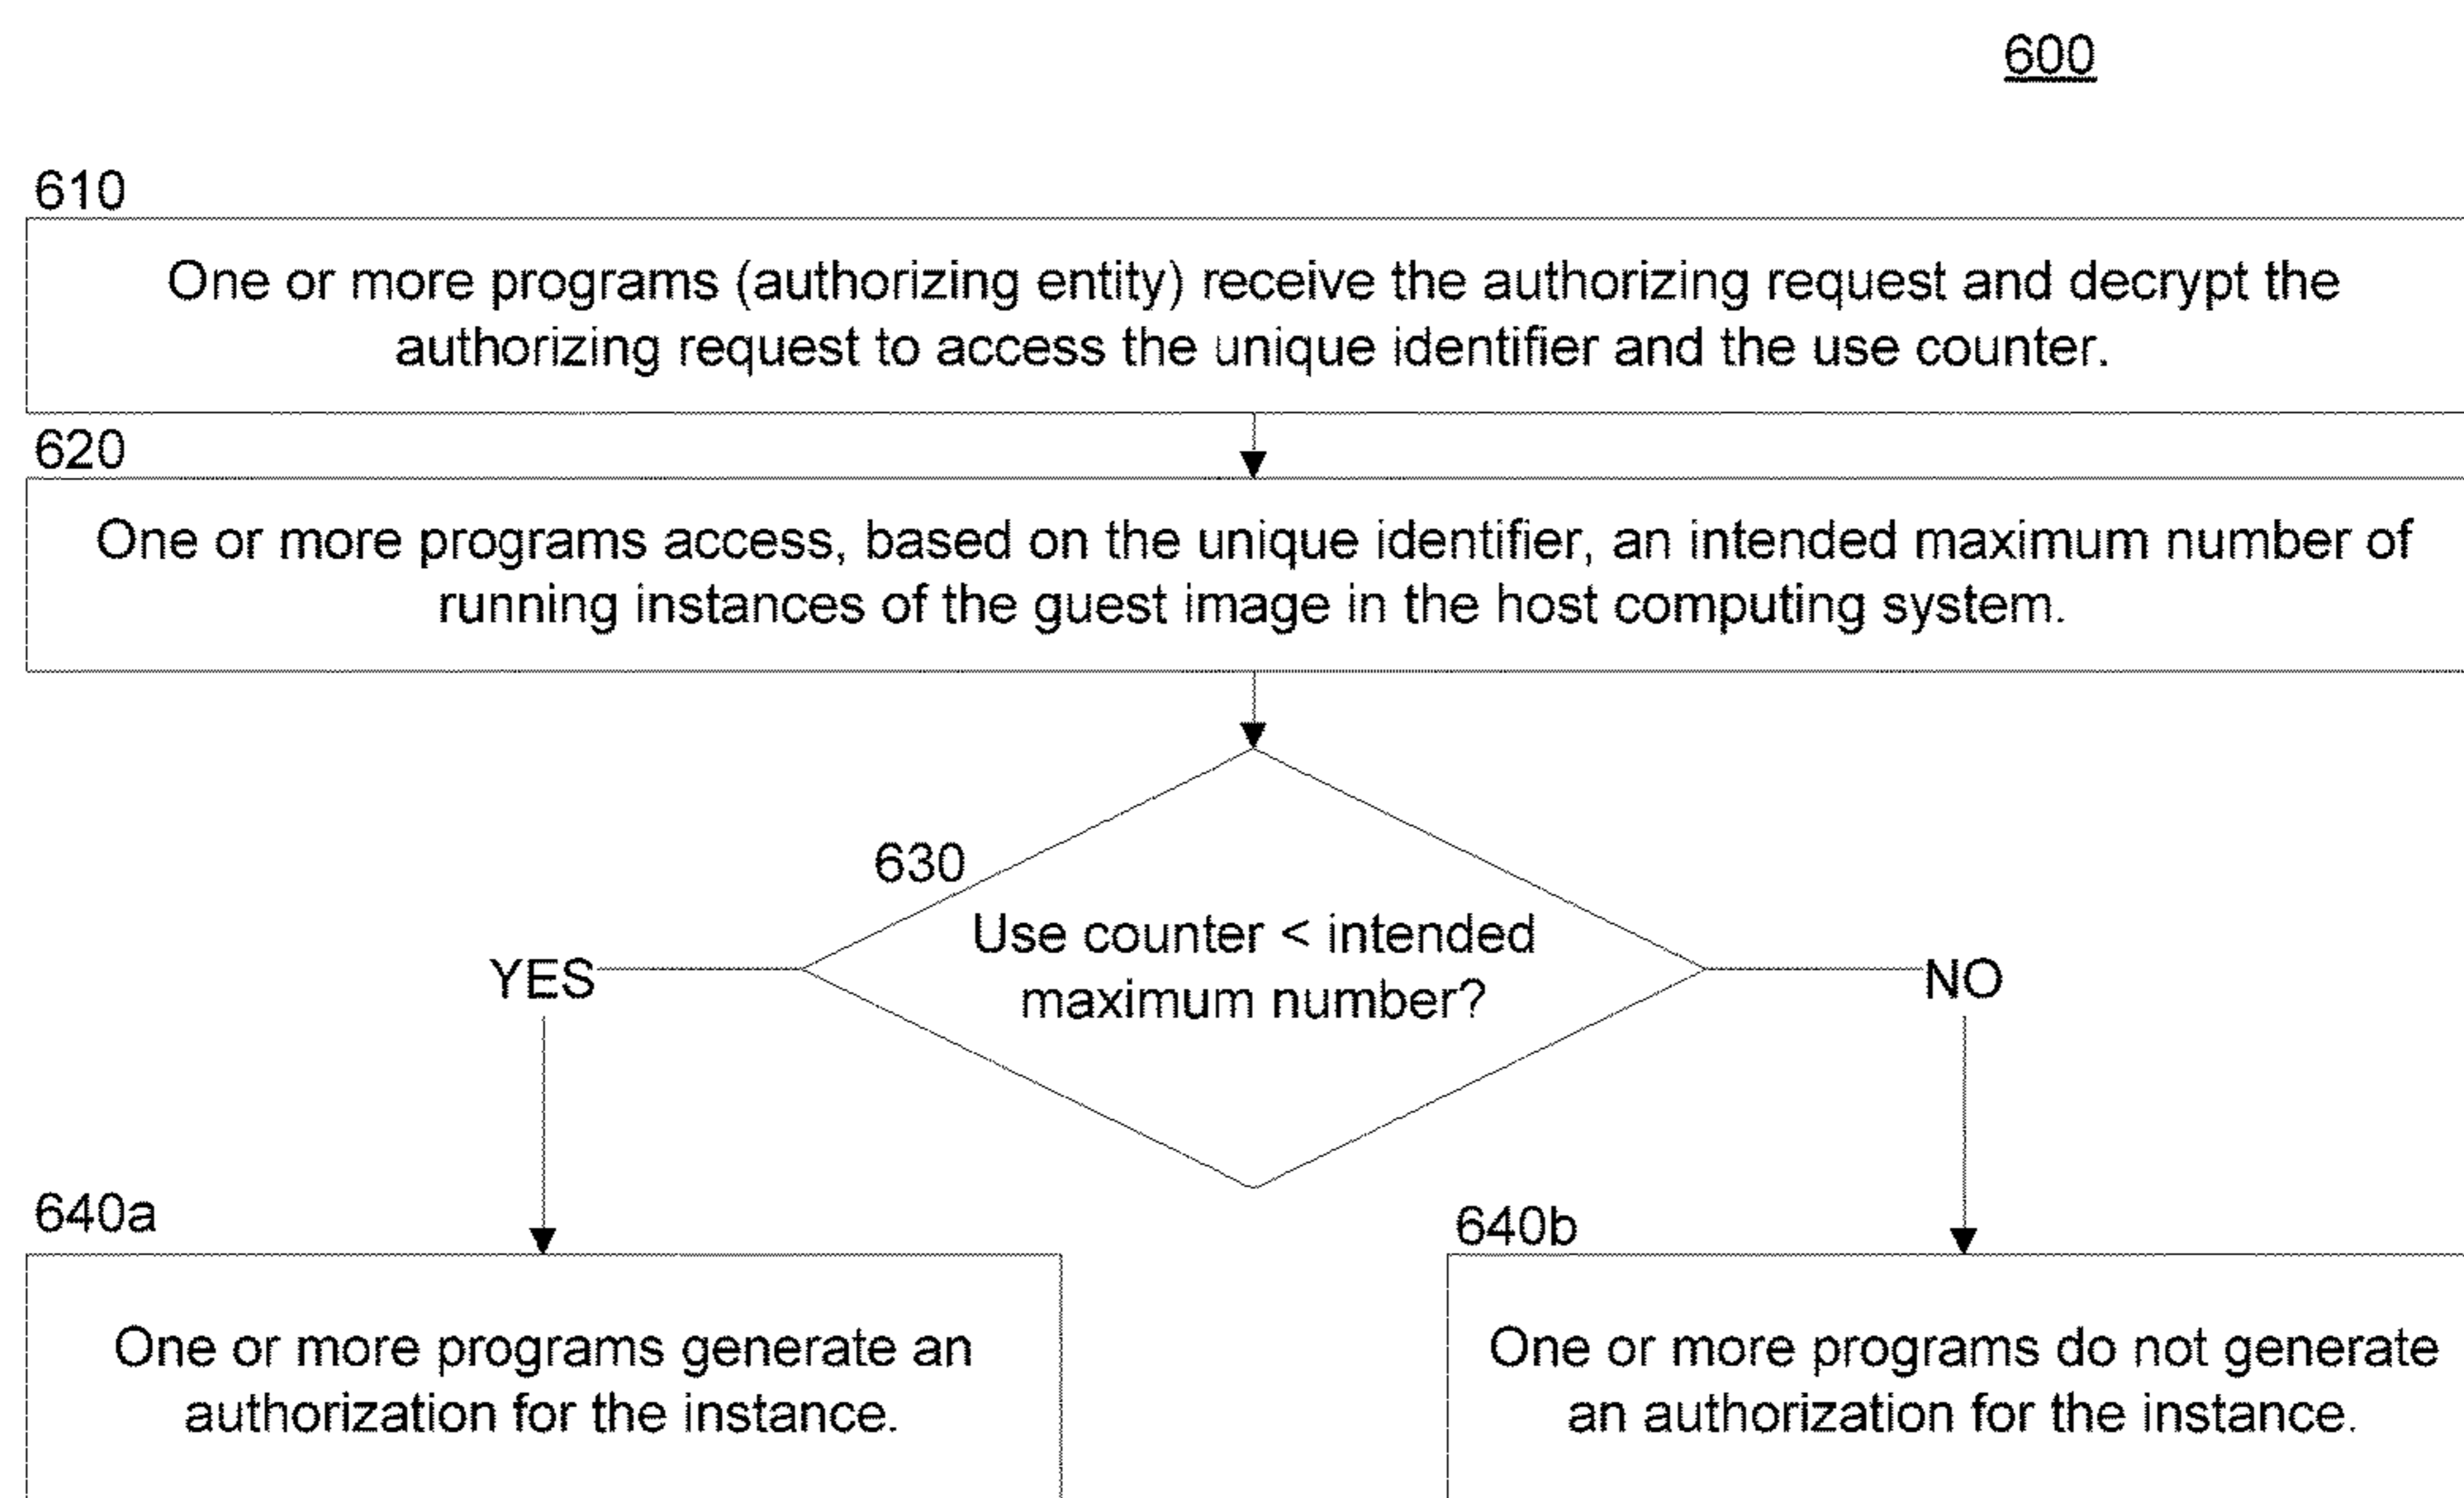 600
610
One or more programs (authorizing entity) receive the authorizing request and decrypt the
authorizing request to access the unique identifier and the use counter.
620
One or more programs access, based on the unique identifier, an intended maximum number of
running instances of the guest image in the host computing system.
630
Use counter < intended
maximum number?
YES
NO
640a
One or more programs generate an
authorization for the instance.
640b
One or more programs do not generate
an authorization for the instance.